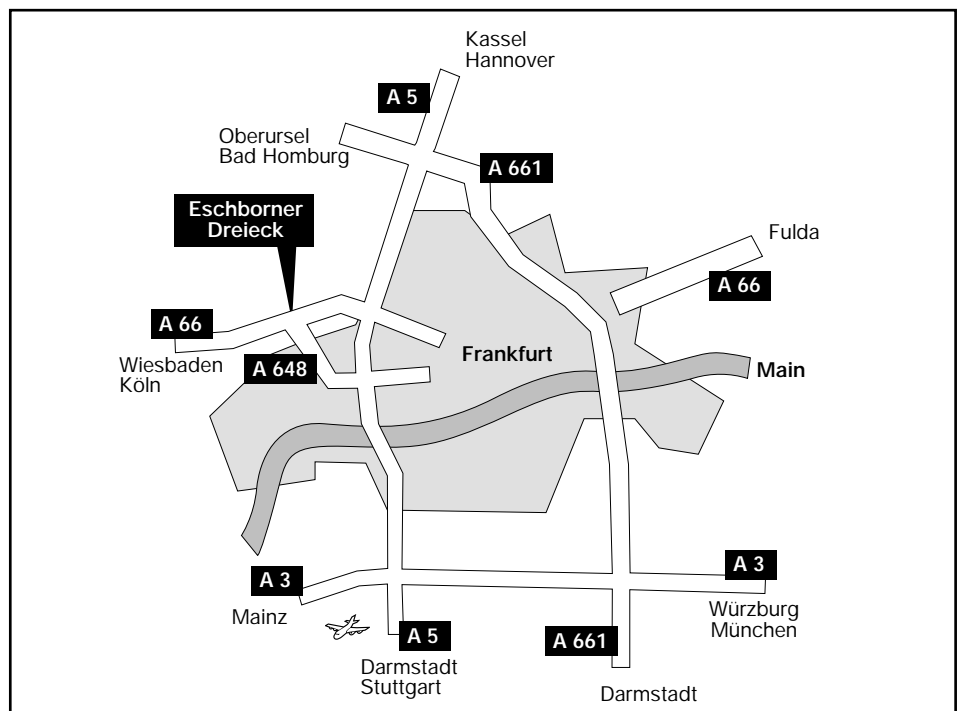 Kassel
Hannover
A 5
Oberursel
Bad Homburg
A 661
Eschborner
Dreieck
Fulda
A 66
A 66
Wiesbaden
Köln
A 648
Frankfurt
Main
A 3
Mainz
A 3
Würzburg
München
A 5
Darmstadt
Stuttgart
A 661
Darmstadt